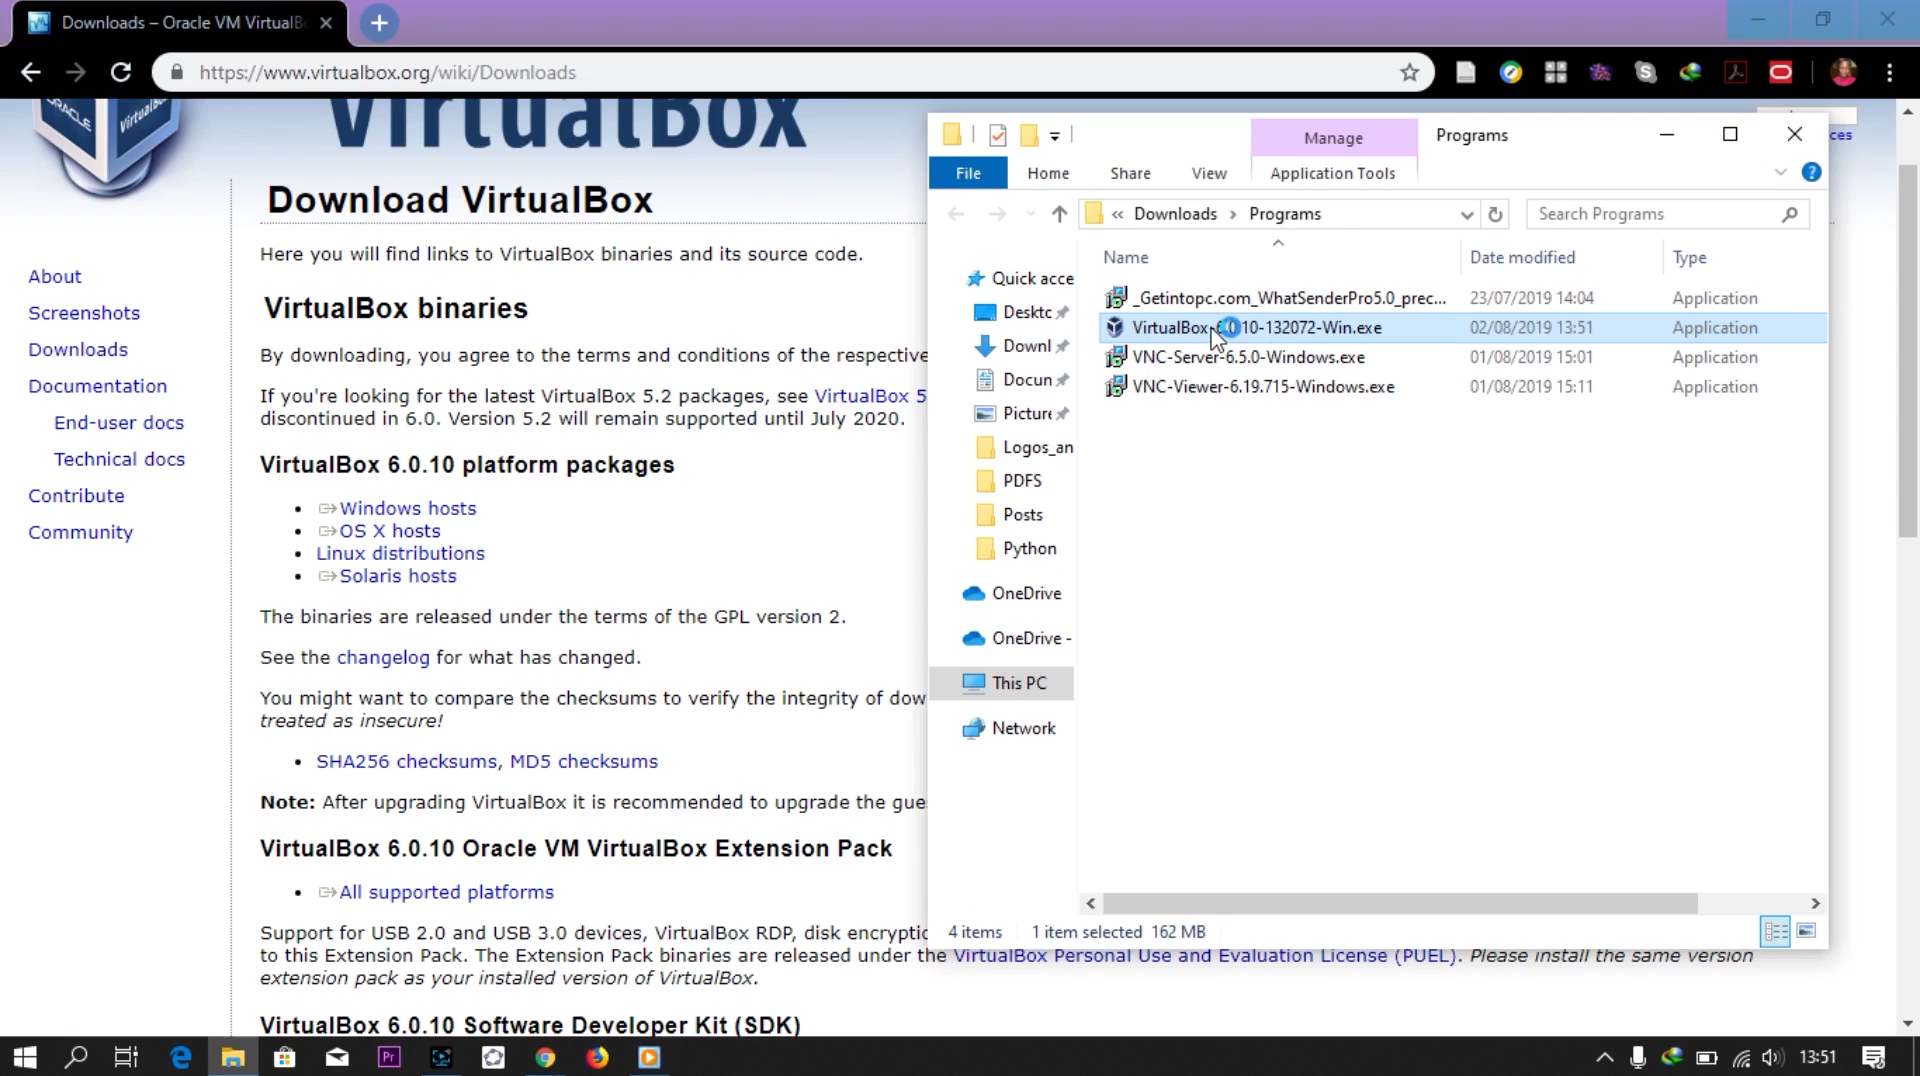 Downloads – Oracle VM VirtualB
https://www.virtualbox.org/wiki/Downloads
ORACLE
VirtualBox
VirtualBox
ces
Download VirtualBox
Here you will find links to VirtualBox binaries and its source code.
About
Screenshots
Downloads
Documentation
End-user docs
Technical docs
Contribute
Community
VirtualBox binaries
By downloading, you agree to the terms and conditions of the respective
If you're looking for the latest VirtualBox 5.2 packages, see VirtualBox 5
discontinued in 6.0. Version 5.2 will remain supported until July 2020.
VirtualBox 6.0.10 platform packages
Windows hosts
OS X hosts
Linux distributions
Solaris hosts
The binaries are released under the terms of the GPL version 2.
See the changelog for what has changed.
You might want to compare the checksums to verify the integrity of dow
treated as insecure!
SHA256 checksums, MD5 checksums
Note: After upgrading VirtualBox it is recommended to upgrade the gue
VirtualBox 6.0.10 Oracle VM VirtualBox Extension Pack
All supported platforms
Support for USB 2.0 and USB 3.0 devices, VirtualBox RDP, disk encryptio
to this Extension Pack. The Extension Pack binaries are released under the VirtualBox Personal Use and Evaluation License (PUEL). Please install the same version
extension pack as your installed version of VirtualBox.
VirtualBox 6.0.10 Software Developer Kit (SDK)
Manage
Programs
File
Home
Share
View
Application Tools
« Downloads › Programs
Search Programs
Name
Date modified
Type
_Getintopc.com_WhatSenderPro5.0_prec... 23/07/2019 14:04 Application
VirtualBox 10-132072-Win.exe 02/08/2019 13:51 Application
VNC-Server-6.5.0-Windows.exe 01/08/2019 15:01 Application
VNC-Viewer-6.19.715-Windows.exe 01/08/2019 15:11 Application
Quick acce
Deskto
Downl
Docun
Picture
Logos_an
PDFS
Posts
Python
OneDrive
OneDrive -
This PC
Network
4 items
1 item selected 162 MB
Pr
13:51